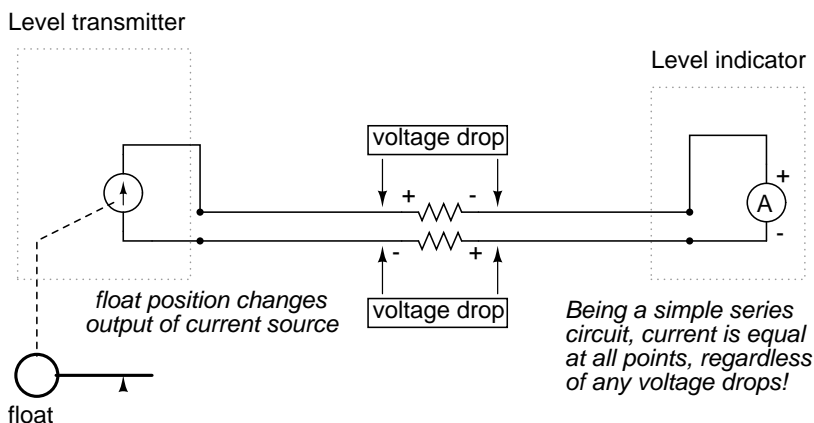 Level transmitter
Level indicator
voltage drop
+ -
+
A
-
- +
voltage drop
float position changes
output of current source
Being a simple series
circuit, current is equal
at all points, regardless
of any voltage drops!
float